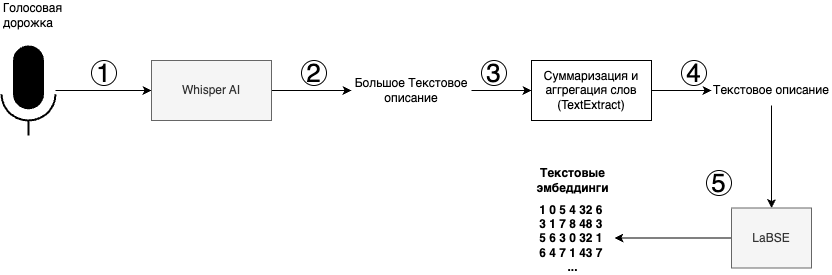 Голосовая
дорожка
①
Whisper AI
②
Большое Текстовое
описание
③
Суммаризация и
аггрегация слов
(TextExtract)
④
Текстовое описание
⑤
LaBSE
Текстовые
эмбеддинги
1 0 5 4 32 6
3 1 7 8 48 3
5 6 3 0 32 1
6 4 7 1 43 7
...